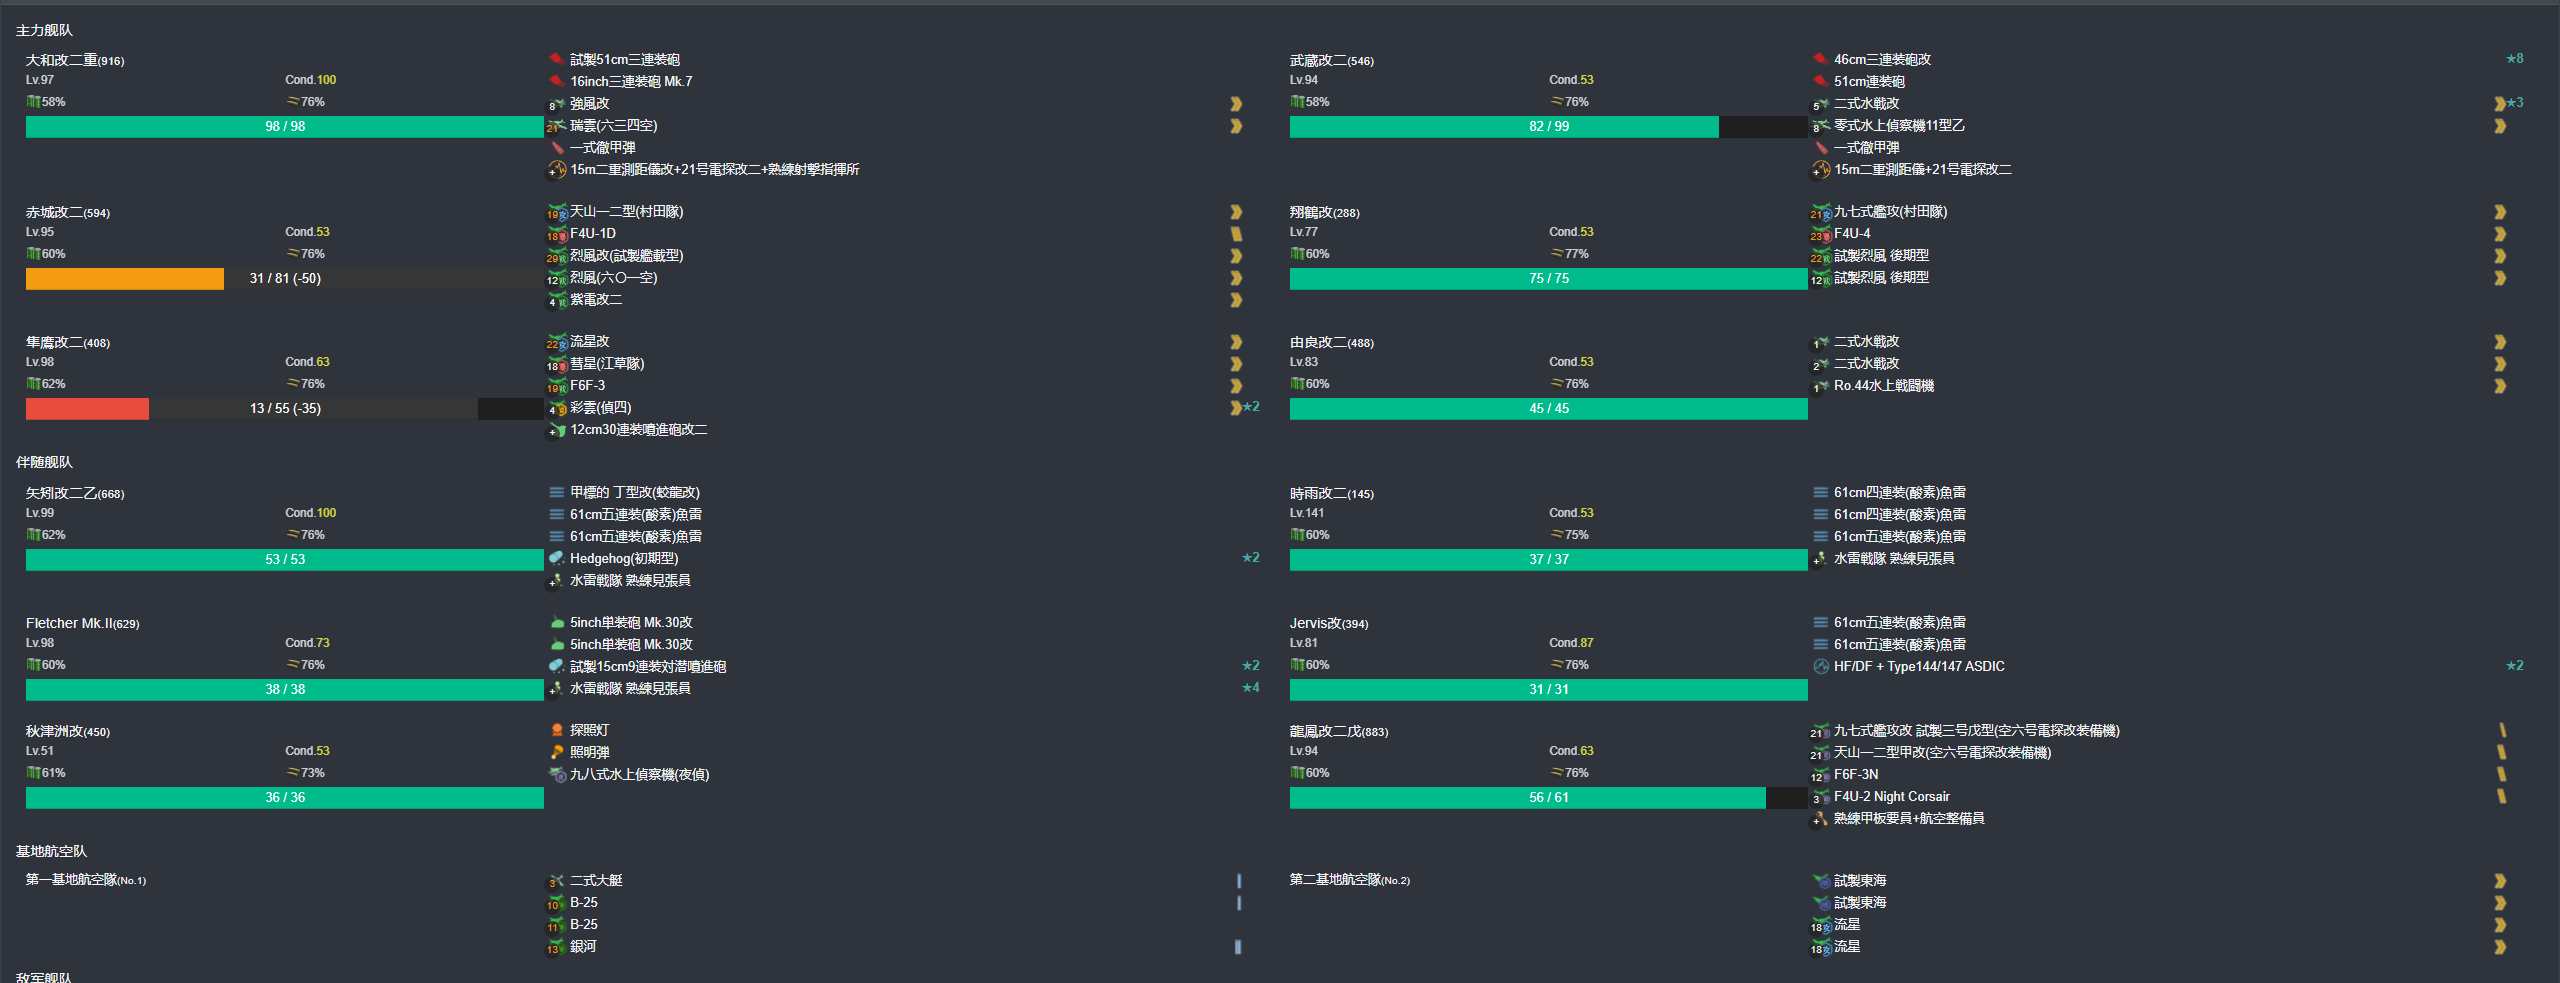 主力舰队
大和改二重(916)
Lv.97 Cond.100
58% 76%
98 / 98
試製51cm三連装砲
16inch三連装砲 Mk.7
8 強風改
21 瑞雲(六三四空)
一式徹甲弾
+ 15m二重測距儀改+21号電探改二+熟練射撃指揮所
武蔵改二(546)
Lv.94 Cond.53
58% 76%
82 / 99
46cm三連装砲改 ★8
51cm連装砲
5 二式水戦改 ★3
8 零式水上偵察機11型乙
一式徹甲弾
+ 15m二重測距儀+21号電探改二
赤城改二(594)
Lv.95 Cond.53
60% 76%
31 / 81 (-50)
19 天山一二型(村田隊)
18 F4U-1D
29 烈風改(試製艦載型)
12 烈風(六〇一空)
4 紫電改二
翔鶴改(288)
Lv.77 Cond.53
60% 77%
75 / 75
21 九七式艦攻(村田隊)
23 F4U-4
22 試製烈風 後期型
12 試製烈風 後期型
隼鷹改二(408)
Lv.98 Cond.63
62% 76%
13 / 55 (-35)
22 流星改
18 彗星(江草隊)
19 F6F-3
4 彩雲(偵四) ★2
+ 12cm30連装噴進砲改二
由良改二(488)
Lv.83 Cond.53
60% 76%
45 / 45
1 二式水戦改
2 二式水戦改
1 Ro.44水上戦闘機
伴随舰队
矢矧改二乙(668)
Lv.99 Cond.100
62% 76%
53 / 53
甲標的 丁型改(蛟龍改)
61cm五連装(酸素)魚雷
61cm五連装(酸素)魚雷
Hedgehog(初期型) ★2
+ 水雷戦隊 熟練見張員
時雨改二(145)
Lv.141 Cond.53
60% 75%
37 / 37
61cm四連装(酸素)魚雷
61cm四連装(酸素)魚雷
61cm五連装(酸素)魚雷
+ 水雷戦隊 熟練見張員
Fletcher Mk.II(629)
Lv.98 Cond.73
60% 76%
38 / 38
5inch単装砲 Mk.30改
5inch単装砲 Mk.30改
試製15cm9連装対潜噴進砲 ★2
+ 水雷戦隊 熟練見張員 ★4
Jervis改(394)
Lv.81 Cond.87
60% 76%
31 / 31
61cm五連装(酸素)魚雷
61cm五連装(酸素)魚雷
HF/DF + Type144/147 ASDIC ★2
秋津洲改(450)
Lv.51 Cond.53
61% 73%
36 / 36
探照灯
照明弾
九八式水上偵察機(夜偵)
龍鳳改二戊(883)
Lv.94 Cond.63
60% 76%
56 / 61
21 九七式艦攻改 試製三号戊型(空六号電探改装備機)
21 天山一二型甲改(空六号電探改装備機)
12 F6F-3N
3 F4U-2 Night Corsair
+ 熟練甲板要員+航空整備員
基地航空队
第一基地航空隊(No.1)
3 二式大艇
10 B-25
11 B-25
13 銀河
第二基地航空隊(No.2)
試製東海
試製東海
18 流星
18 流星
敌军舰队